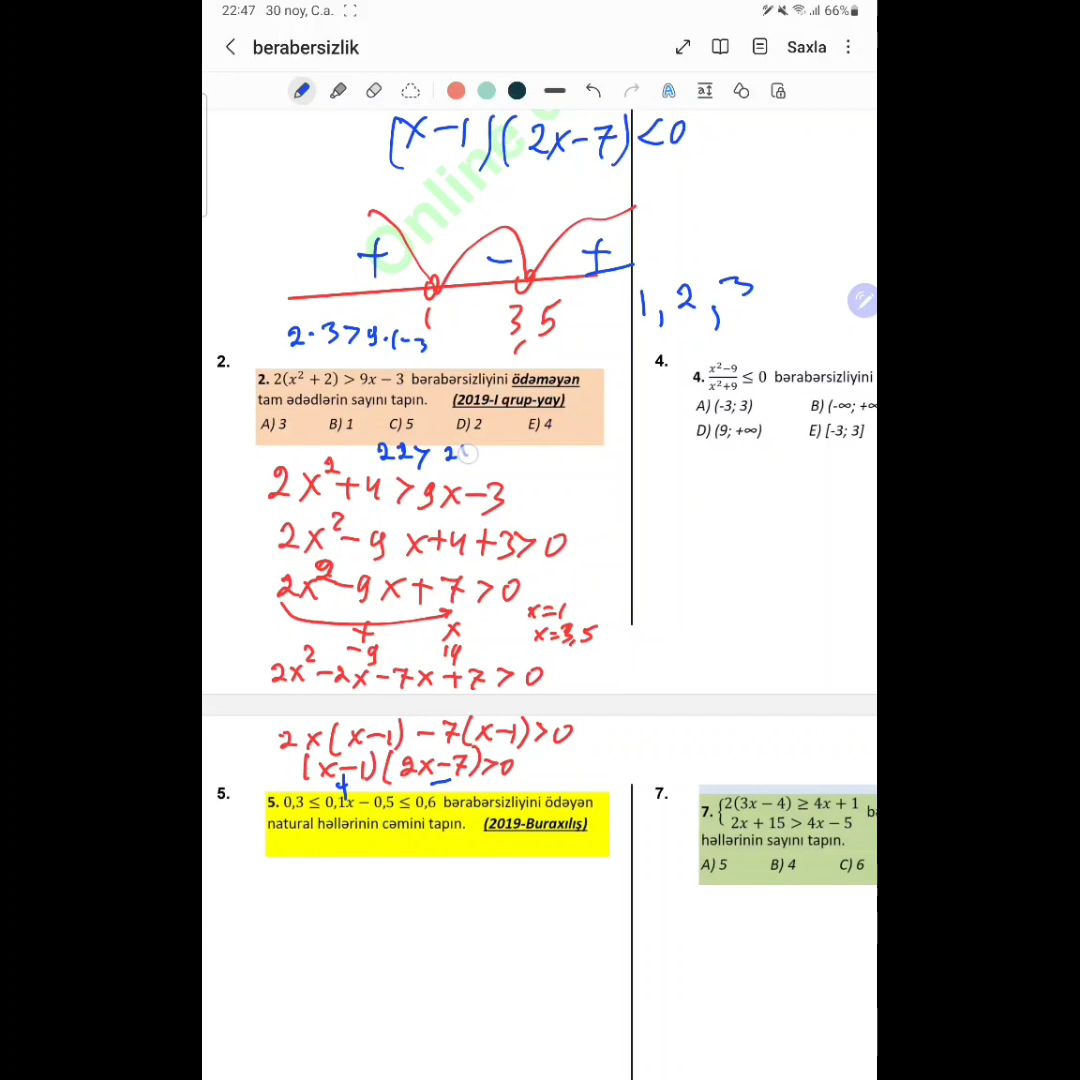 22:47 30 noy, C.a. 66%
berabersizlik Saxla
(x-1)(2x-7)<0
Online
+ - +
1 3,5
1, 2, 3
2.
2. 2(x² + 2) > 9x − 3 bərabərsizliyini ödəməyən
tam ədədlərin sayını tapın. (2019-I qrup-yay)
A) 3 B) 1 C) 5 D) 2 E) 4
22>
2x²+4>9x-3
2x²-9x+4+3>0
2x²-9x+7>0
x=1
x=3,5
+ x
-9 14
2x²-2x-7x+7>0
2x(x-1)-7(x-1)>0
(x-1)(2x-7)>0
4.
4. x²−9/x²+9 ≤ 0 bərabərsizliyini
A) (-3; 3) B) (-∞; +∞
D) (9; +∞) E) [-3; 3]
5.
5. 0,3 ≤ 0,1x − 0,5 ≤ 0,6 bərabərsizliyini ödəyən
natural həllərinin cəmini tapın. (2019-Buraxılış)
7.
7. {2(3x − 4) ≥ 4x + 1
2x + 15 > 4x − 5
həllərinin sayını tapın.
A) 5 B) 4 C) 6